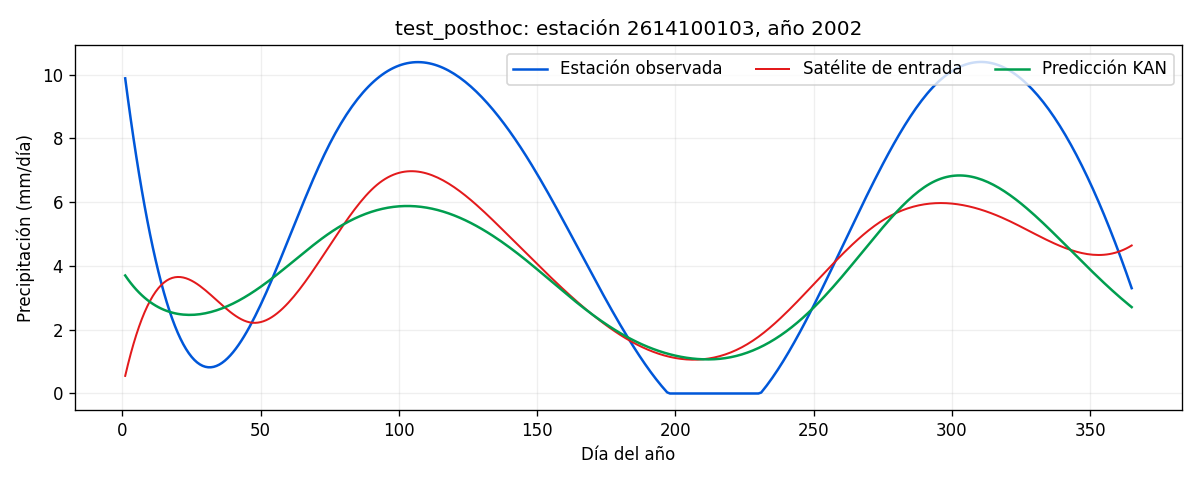 test_posthoc: estación 2614100103, año 2002
Estación observada
Satélite de entrada
Predicción KAN
Precipitación (mm/día)
10
8
6
4
2
0
0
50
100
150
200
250
300
350
Día del año